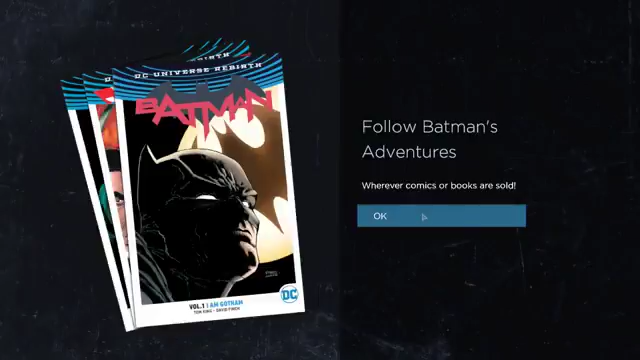 DC UNIVERSE REBIRTH
BATMAN
VOL.1 | AM GOTHAM
TOM KING • DAVID FINCH
DC
Follow Batman's
Adventures
Wherever comics or books are sold!
OK